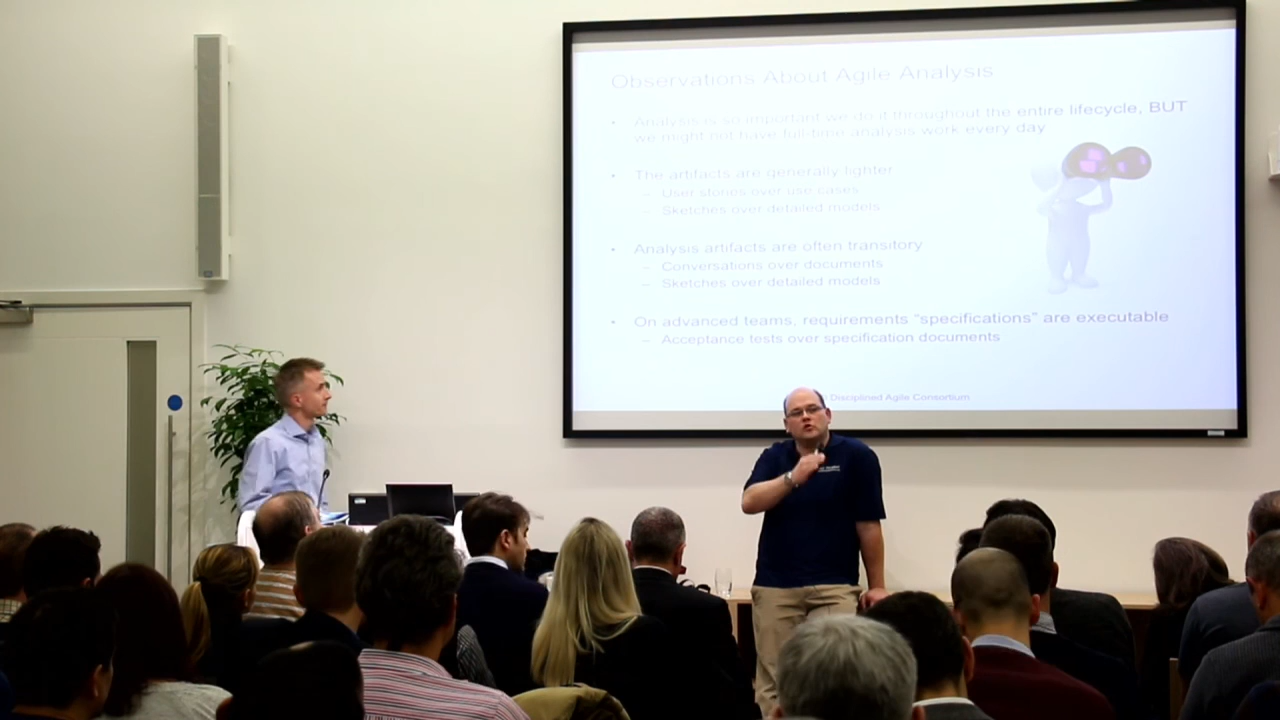 Observations About Agile Analysis
• Analysis is so important we do it throughout the entire lifecycle, BUT
we might not have full-time analysis work every day
• The artifacts are generally lighter
– User stories over use cases
– Sketches over detailed models
• Analysis artifacts are often transitory
– Conversations over documents
– Sketches over detailed models
• On advanced teams, requirements “specifications” are executable
– Acceptance tests over specification documents
Disciplined Agile Consortium